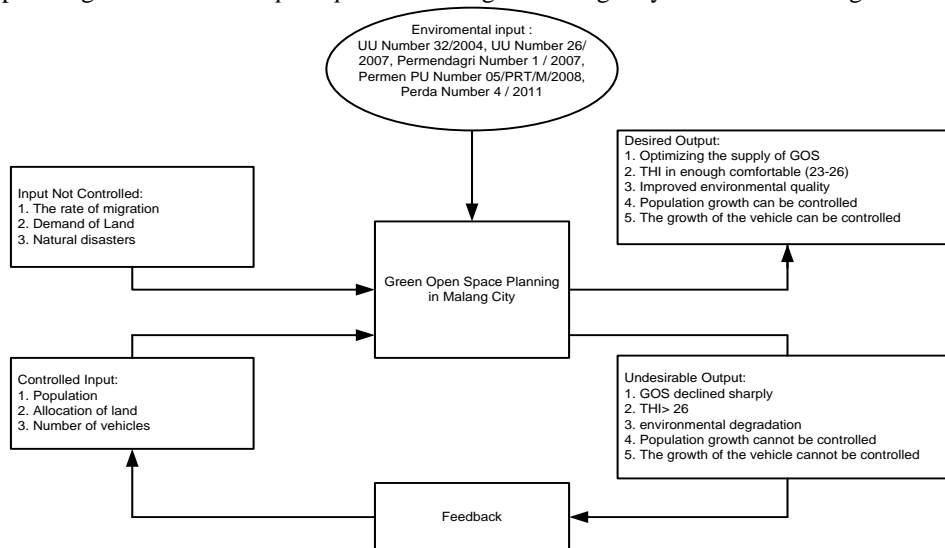 Enviromental input :
UU Number 32/2004, UU Number 26/
2007, Permendagri Number 1 / 2007,
Permen PU Number 05/PRT/M/2008,
Perda Number 4 / 2011
Desired Output:
1. Optimizing the supply of GOS
2. THI in enough comfortable (23-26)
3. Improved environmental quality
4. Population growth can be controlled
5. The growth of the vehicle can be controlled
Input Not Controlled:
1. The rate of migration
2. Demand of Land
3. Natural disasters
Green Open Space Planning
in Malang City
Controlled Input:
1. Population
2. Allocation of land
3. Number of vehicles
Undesirable Output:
1. GOS declined sharply
2. THI> 26
3. environmental degradation
4. Population growth cannot be controlled
5. The growth of the vehicle cannot be controlled
Feedback